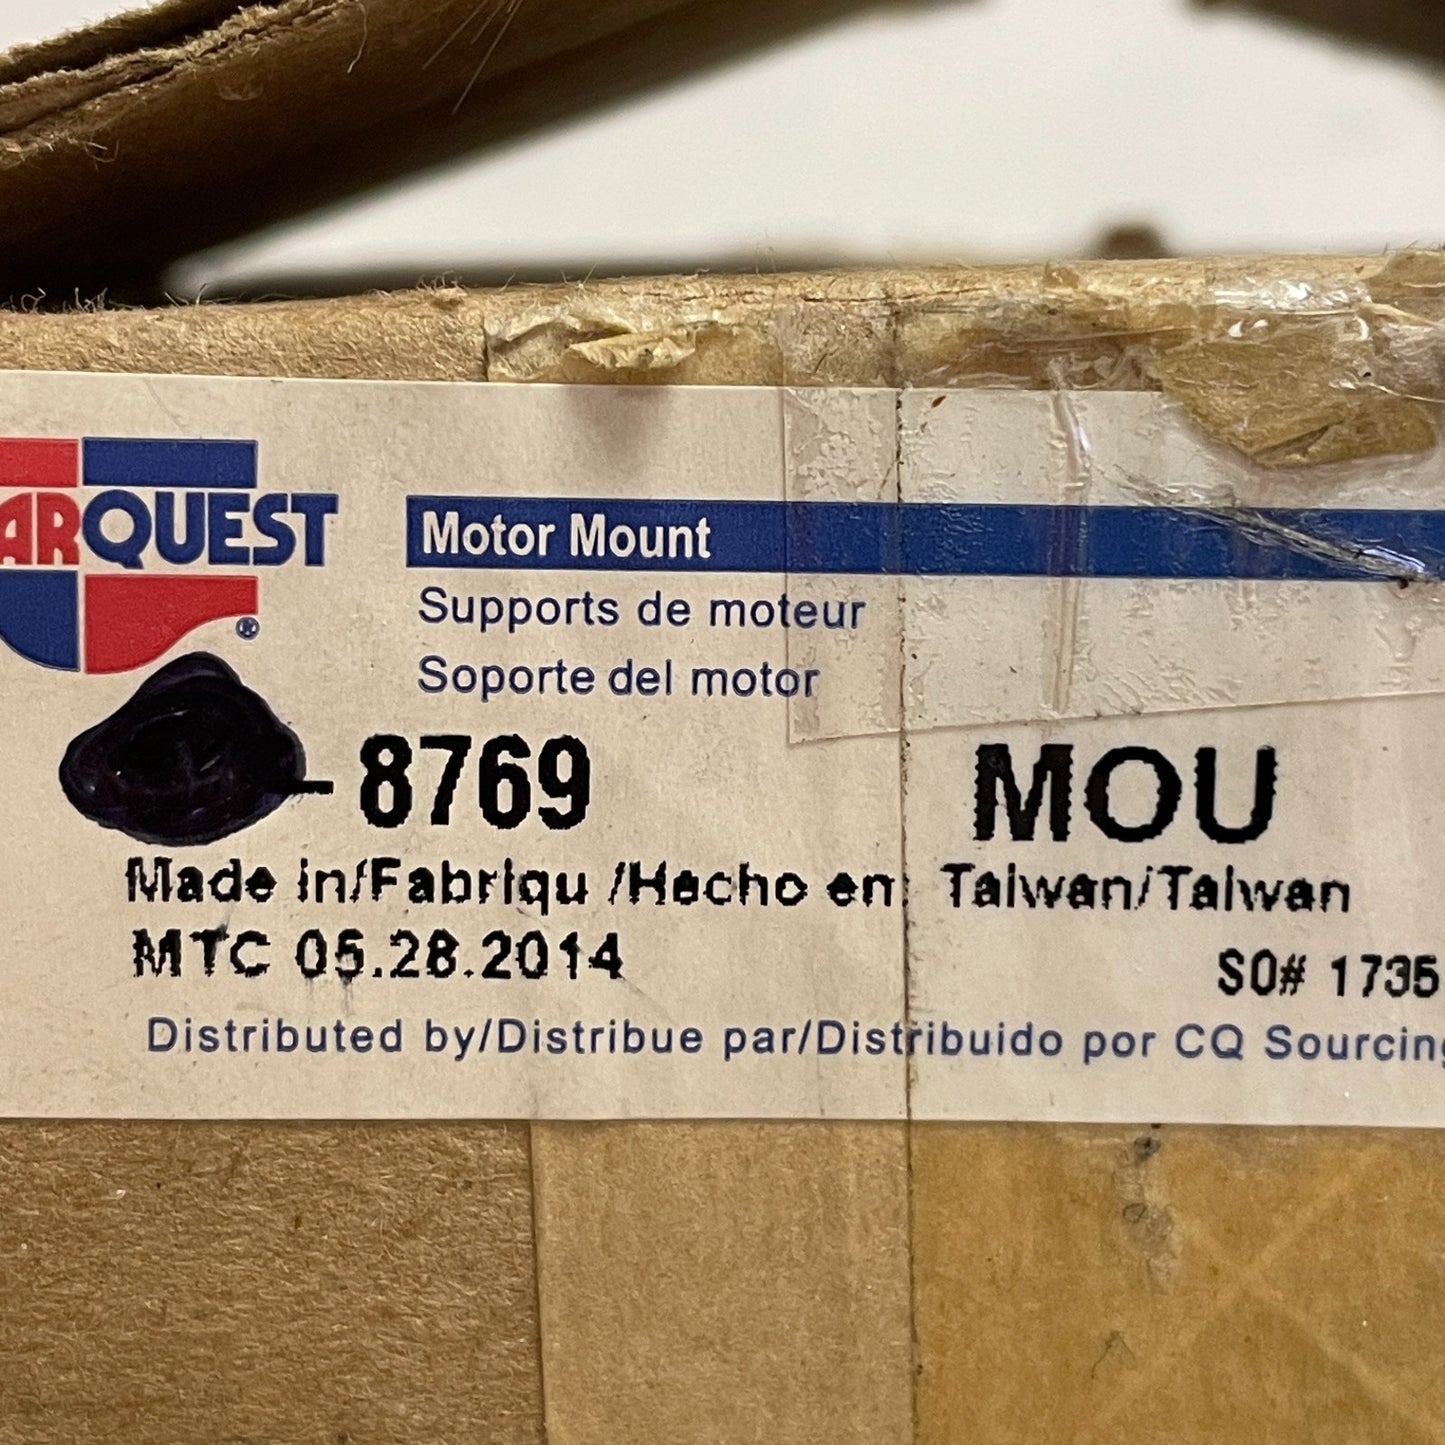 ARQUEST
®
Motor Mount
Supports de moteur
Soporte del motor
-8769
MOU
Made in/Fabriqu /Hecho en: Taiwan/Taiwan
MTC 05.28.2014
SO# 1735
Distributed by/Distribue par/Distribuido por CQ Sourcing